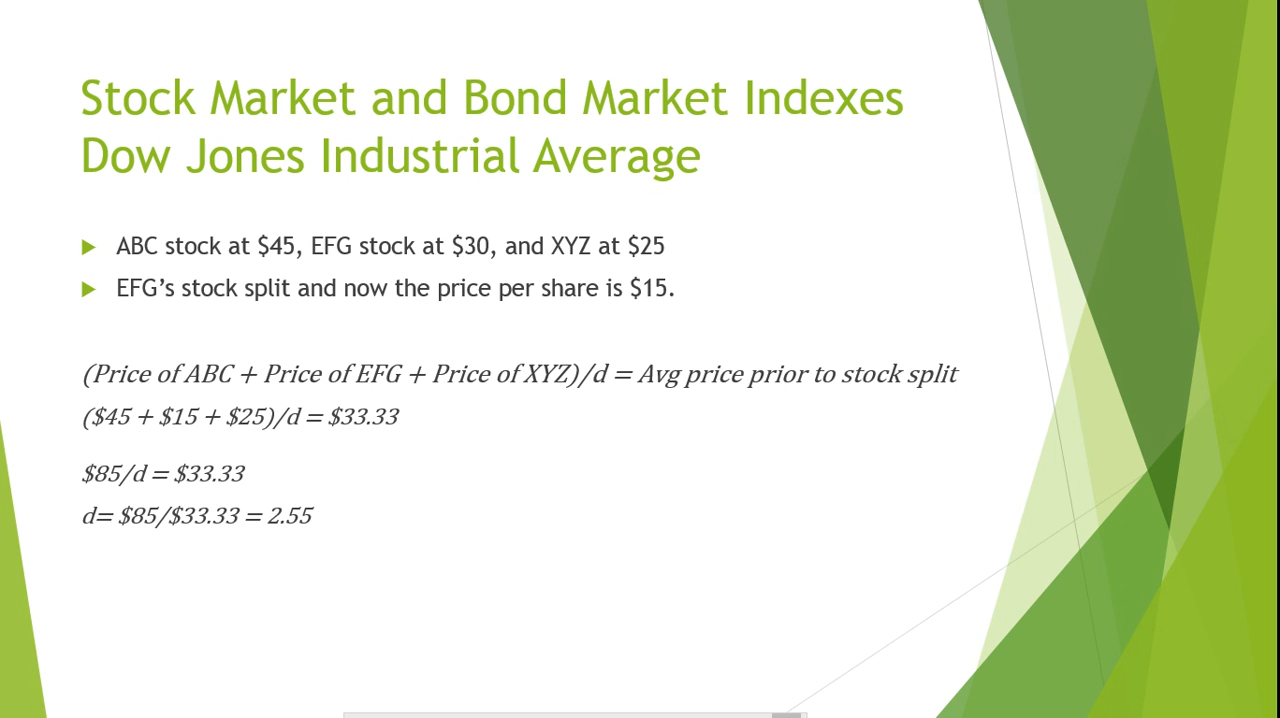 Stock Market and Bond Market Indexes
Dow Jones Industrial Average
ABC stock at $45, EFG stock at $30, and XYZ at $25
EFG’s stock split and now the price per share is $15.
(Price of ABC + Price of EFG + Price of XYZ)/d = Avg price prior to stock split
($45 + $15 + $25)/d = $33.33
$85/d = $33.33
d= $85/$33.33 = 2.55